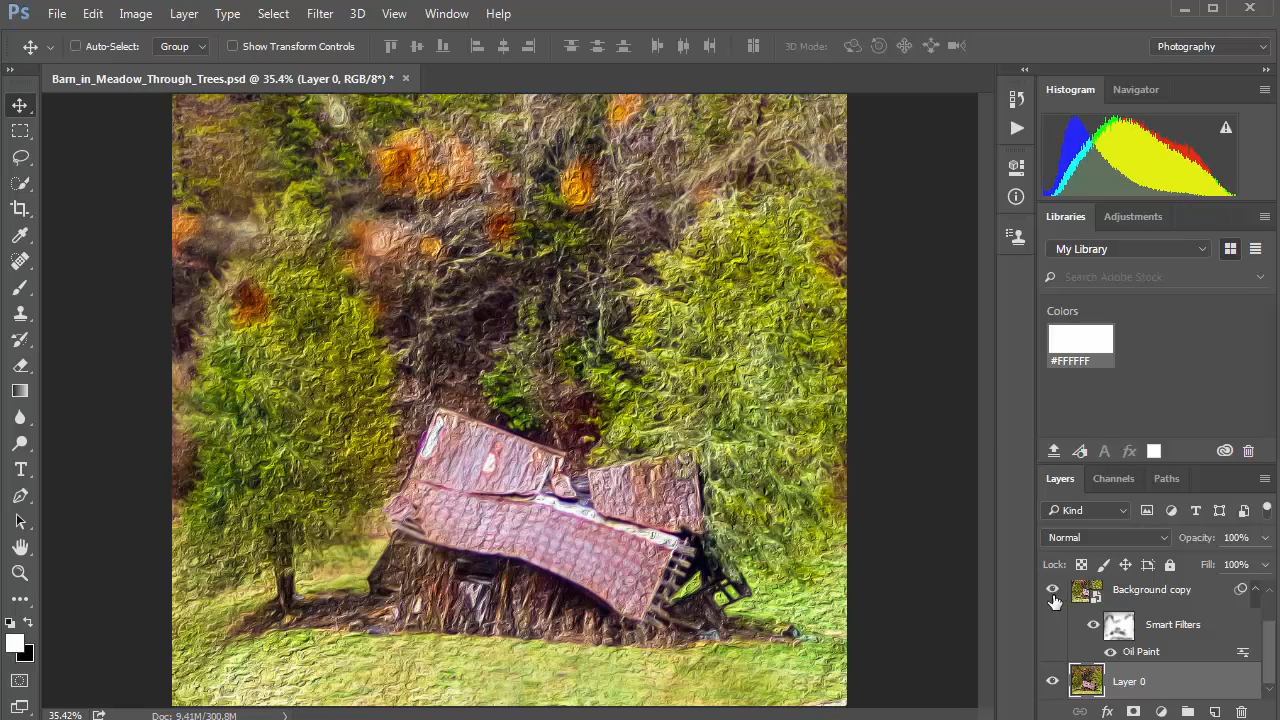 Ps File Edit Image Layer Type Select Filter 3D View Window Help
Auto-Select: Group Show Transform Controls 3D Mode: Photography
Barn_in_Meadow_Through_Trees.psd @ 35.4% (Layer 0, RGB/8*) * ×
Histogram Navigator
Libraries Adjustments
My Library
Search Adobe Stock
Colors
#FFFFFF
Layers Channels Paths
Kind
Normal Opacity: 100%
Lock: Fill: 100%
Background copy
Smart Filters
Oil Paint
Layer 0
35.42% Doc: 9.41M/300.8M